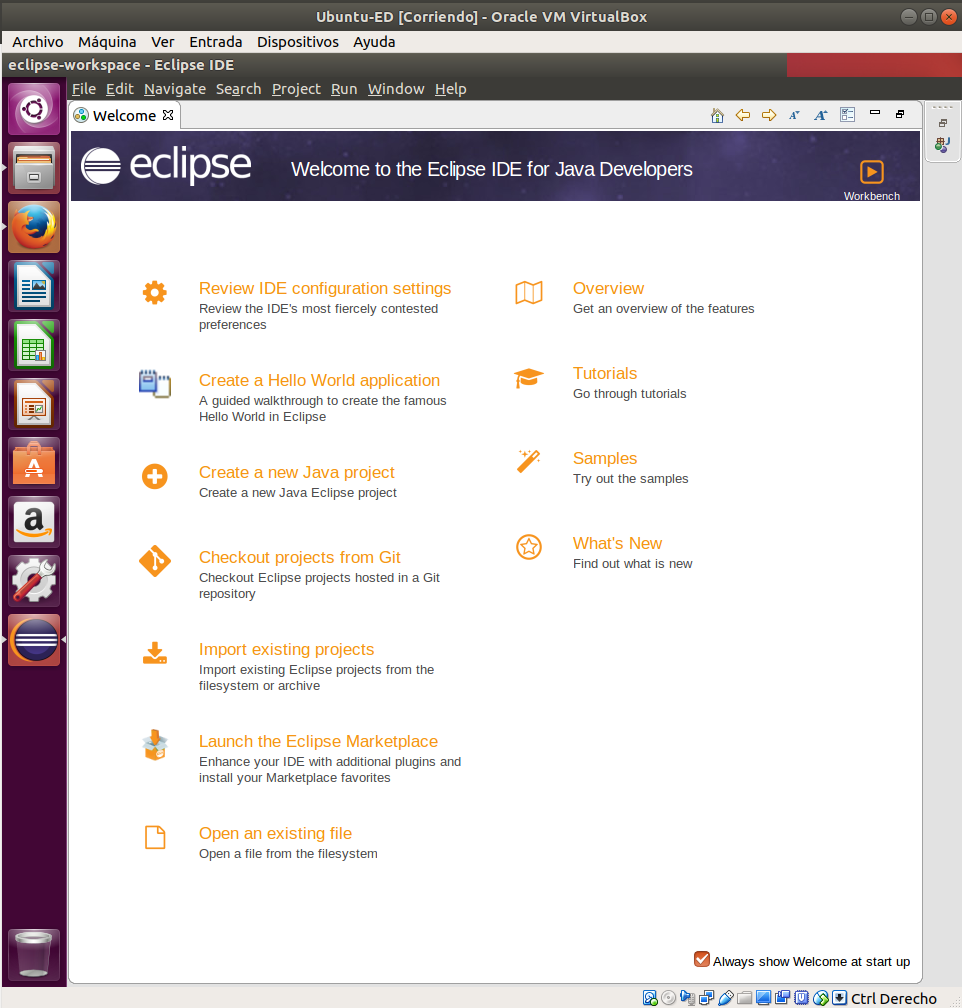 Ubuntu-ED [Corriendo] - Oracle VM VirtualBox
Archivo Máquina Ver Entrada Dispositivos Ayuda
eclipse-workspace - Eclipse IDE
File Edit Navigate Search Project Run Window Help
Welcome
eclipse
Welcome to the Eclipse IDE for Java Developers
Workbench
Review IDE configuration settings
Review the IDE's most fiercely contested
preferences
Create a Hello World application
A guided walkthrough to create the famous
Hello World in Eclipse
Create a new Java project
Create a new Java Eclipse project
Checkout projects from Git
Checkout Eclipse projects hosted in a Git
repository
Import existing projects
Import existing Eclipse projects from the
filesystem or archive
Launch the Eclipse Marketplace
Enhance your IDE with additional plugins and
install your Marketplace favorites
Open an existing file
Open a file from the filesystem
Overview
Get an overview of the features
Tutorials
Go through tutorials
Samples
Try out the samples
What's New
Find out what is new
Always show Welcome at start up
Ctrl Derecho